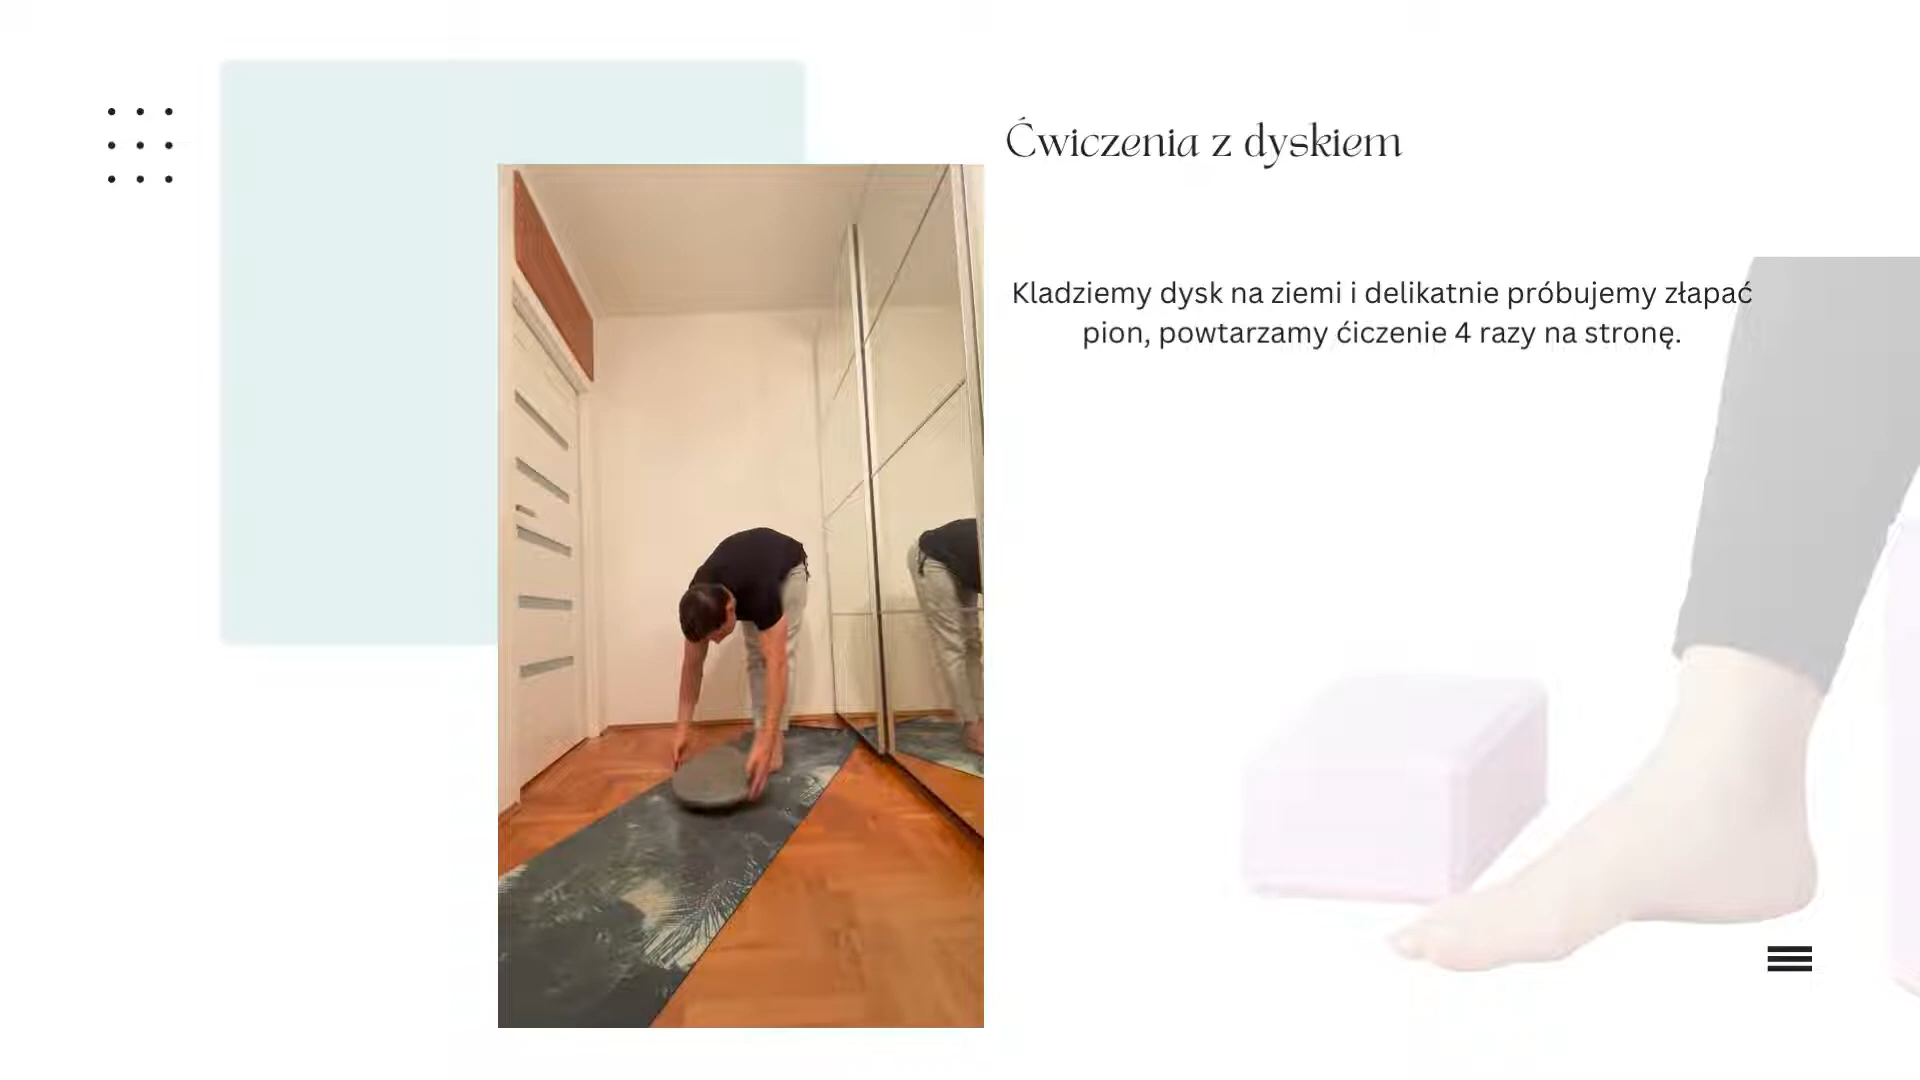 Ćwiczenia z dyskiem
Kladziemy dysk na ziemi i delikatnie próbujemy złapać
pion, powtarzamy ćiczenie 4 razy na stronę.